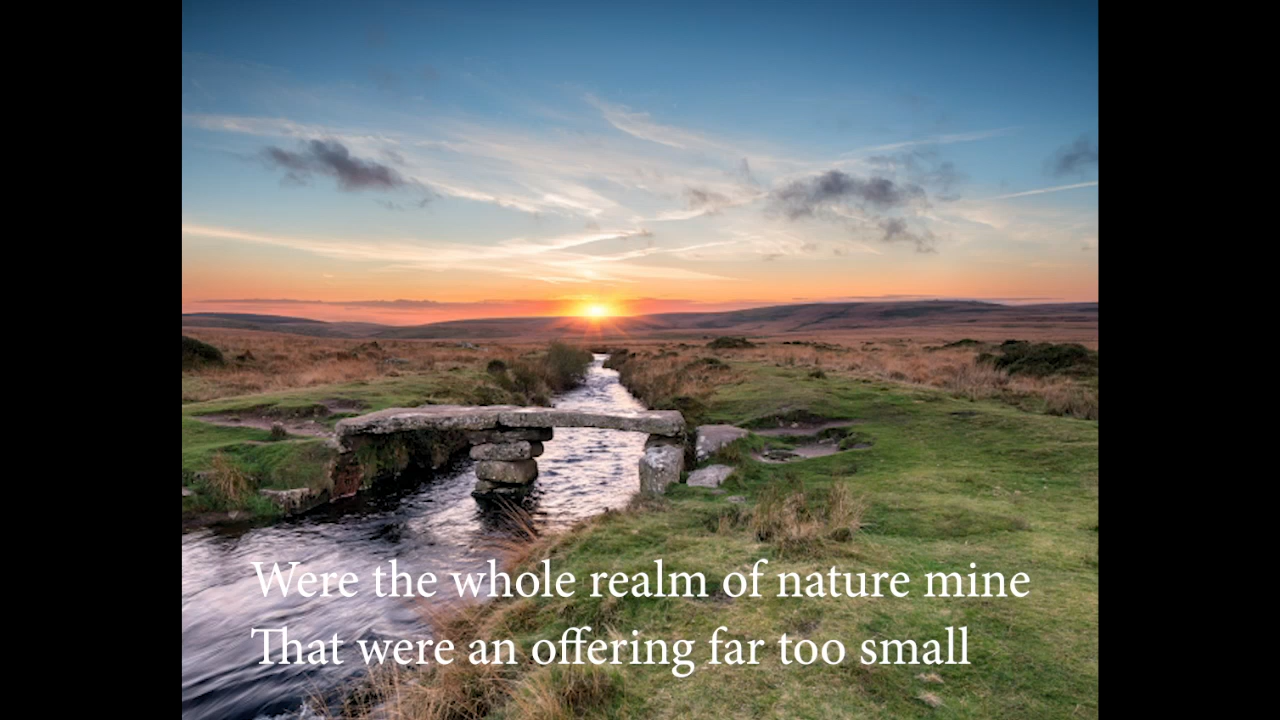 Were the whole realm of nature mine
That were an offering far too small